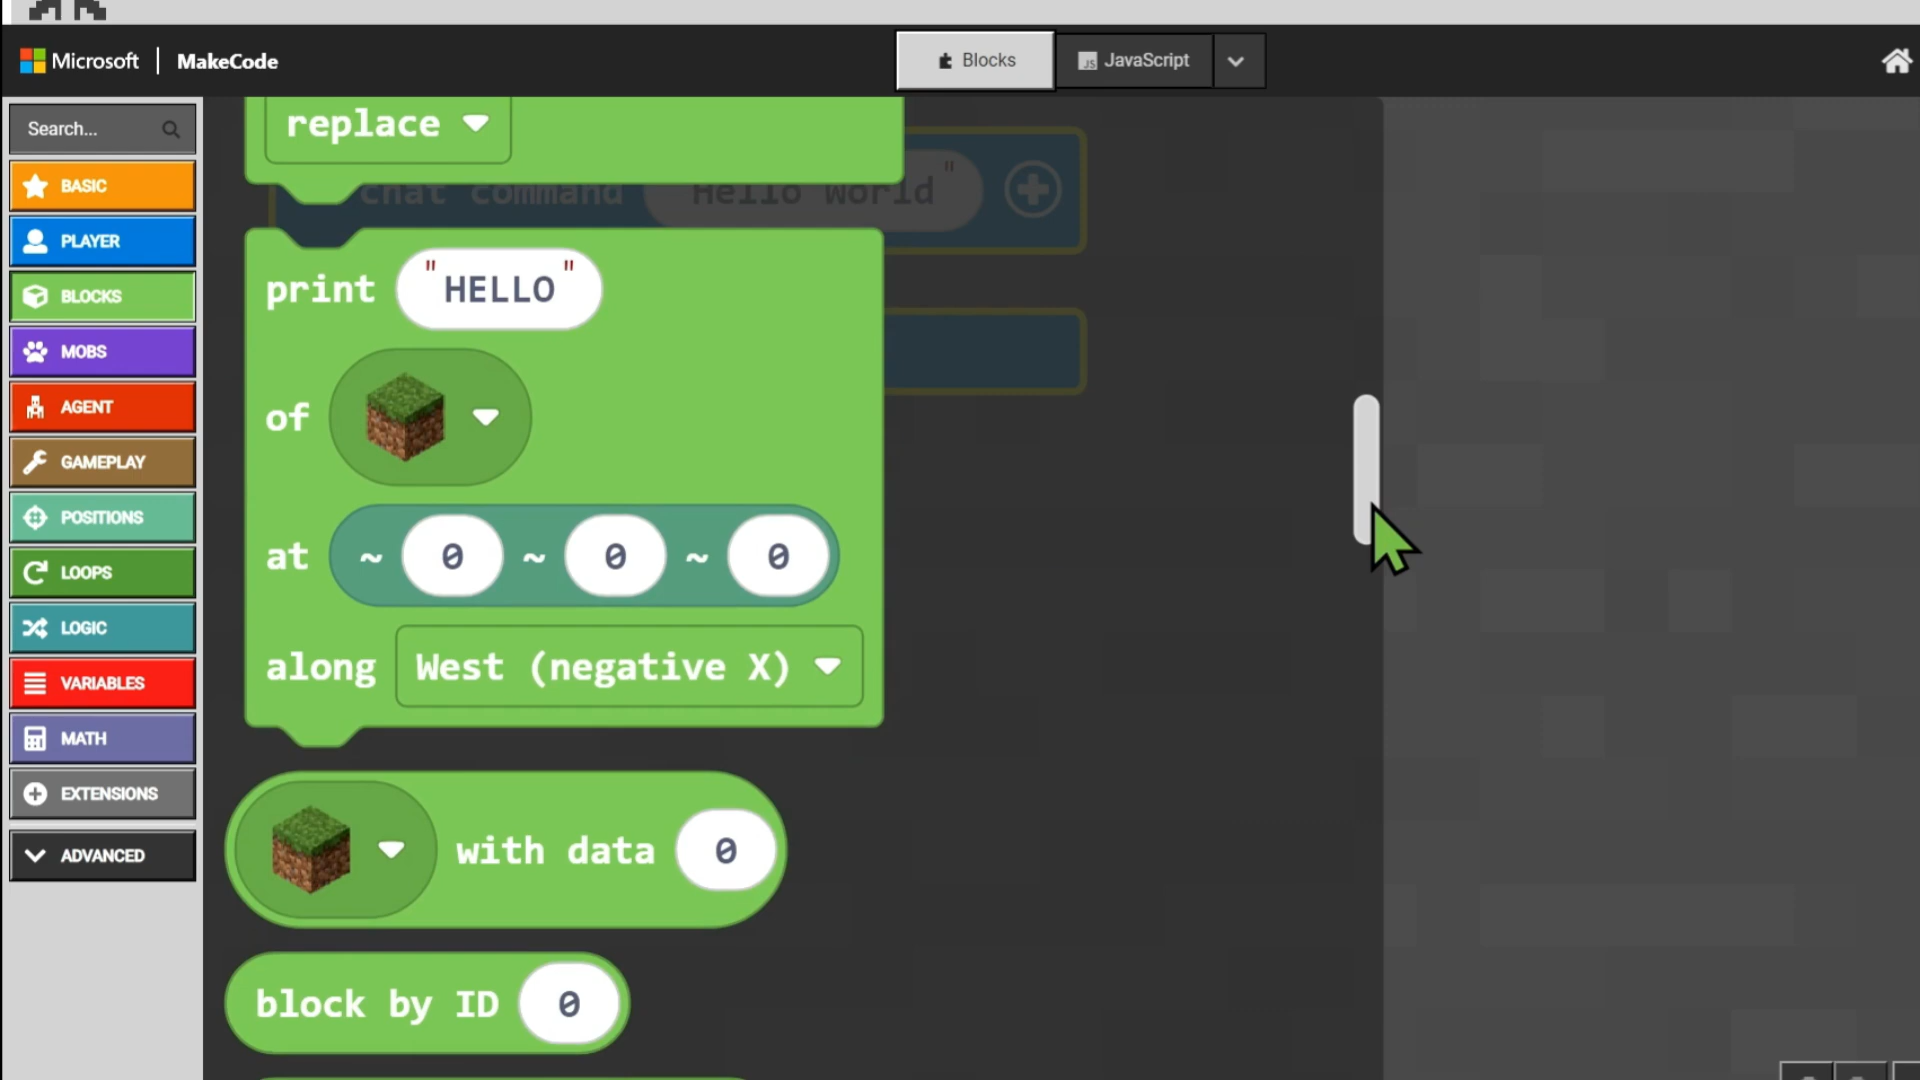 Microsoft | MakeCode
Blocks
JS JavaScript
Search...
BASIC
PLAYER
BLOCKS
MOBS
AGENT
GAMEPLAY
POSITIONS
LOOPS
LOGIC
VARIABLES
MATH
EXTENSIONS
ADVANCED
replace
chat command "Hello World"
print "HELLO"
of
at ~ 0 ~ 0 ~ 0
along West (negative X)
with data 0
block by ID 0